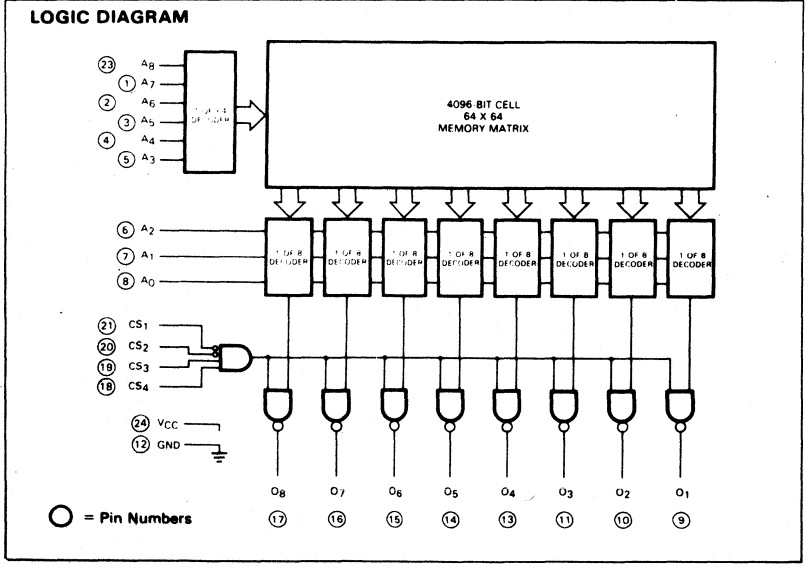 LOGIC DIAGRAM
23 A8
1 A7
2 A6
3 A5
4 A4
5 A3
DECODER
4096-BIT CELL
64 X 64
MEMORY MATRIX
6 A2
7 A1
8 A0
1 OF 8 DECODER
1 OF 8 DECODER
1 OF 8 DECODER
1 OF 8 DECODER
1 OF 8 DECODER
1 OF 8 DECODER
1 OF 8 DECODER
1 OF 8 DECODER
21 CS1
20 CS2
19 CS3
18 CS4
24 VCC
12 GND
O8 O7 O6 O5 O4 O3 O2 O1
17 16 15 14 13 11 10 9
= Pin Numbers